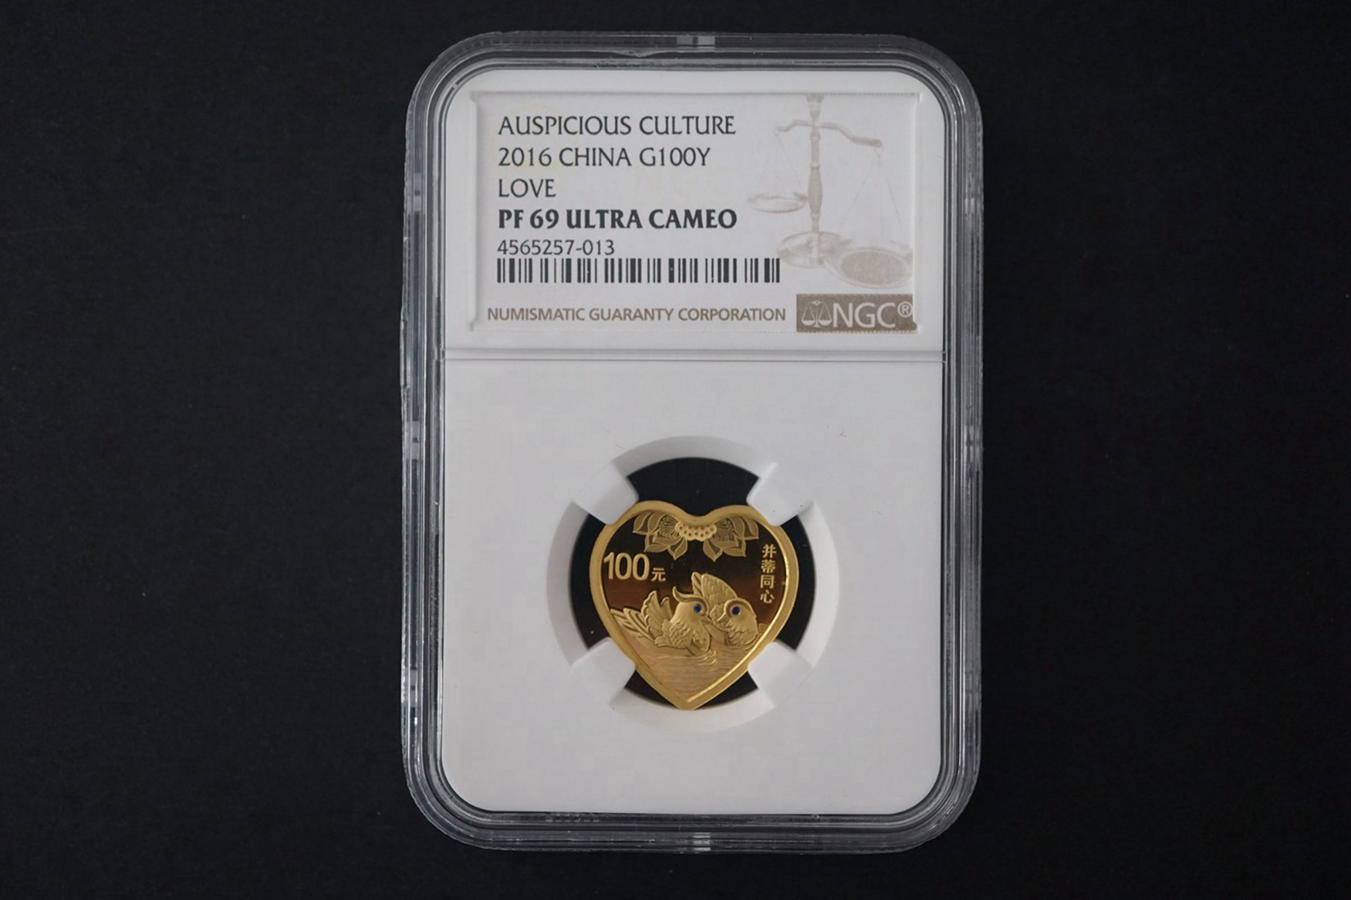 AUSPICIOUS CULTURE
2016 CHINA G100Y
LOVE
PF 69 ULTRA CAMEO
4565257-013
NUMISMATIC GUARANTY CORPORATION
NGC®
100元
并蒂同心